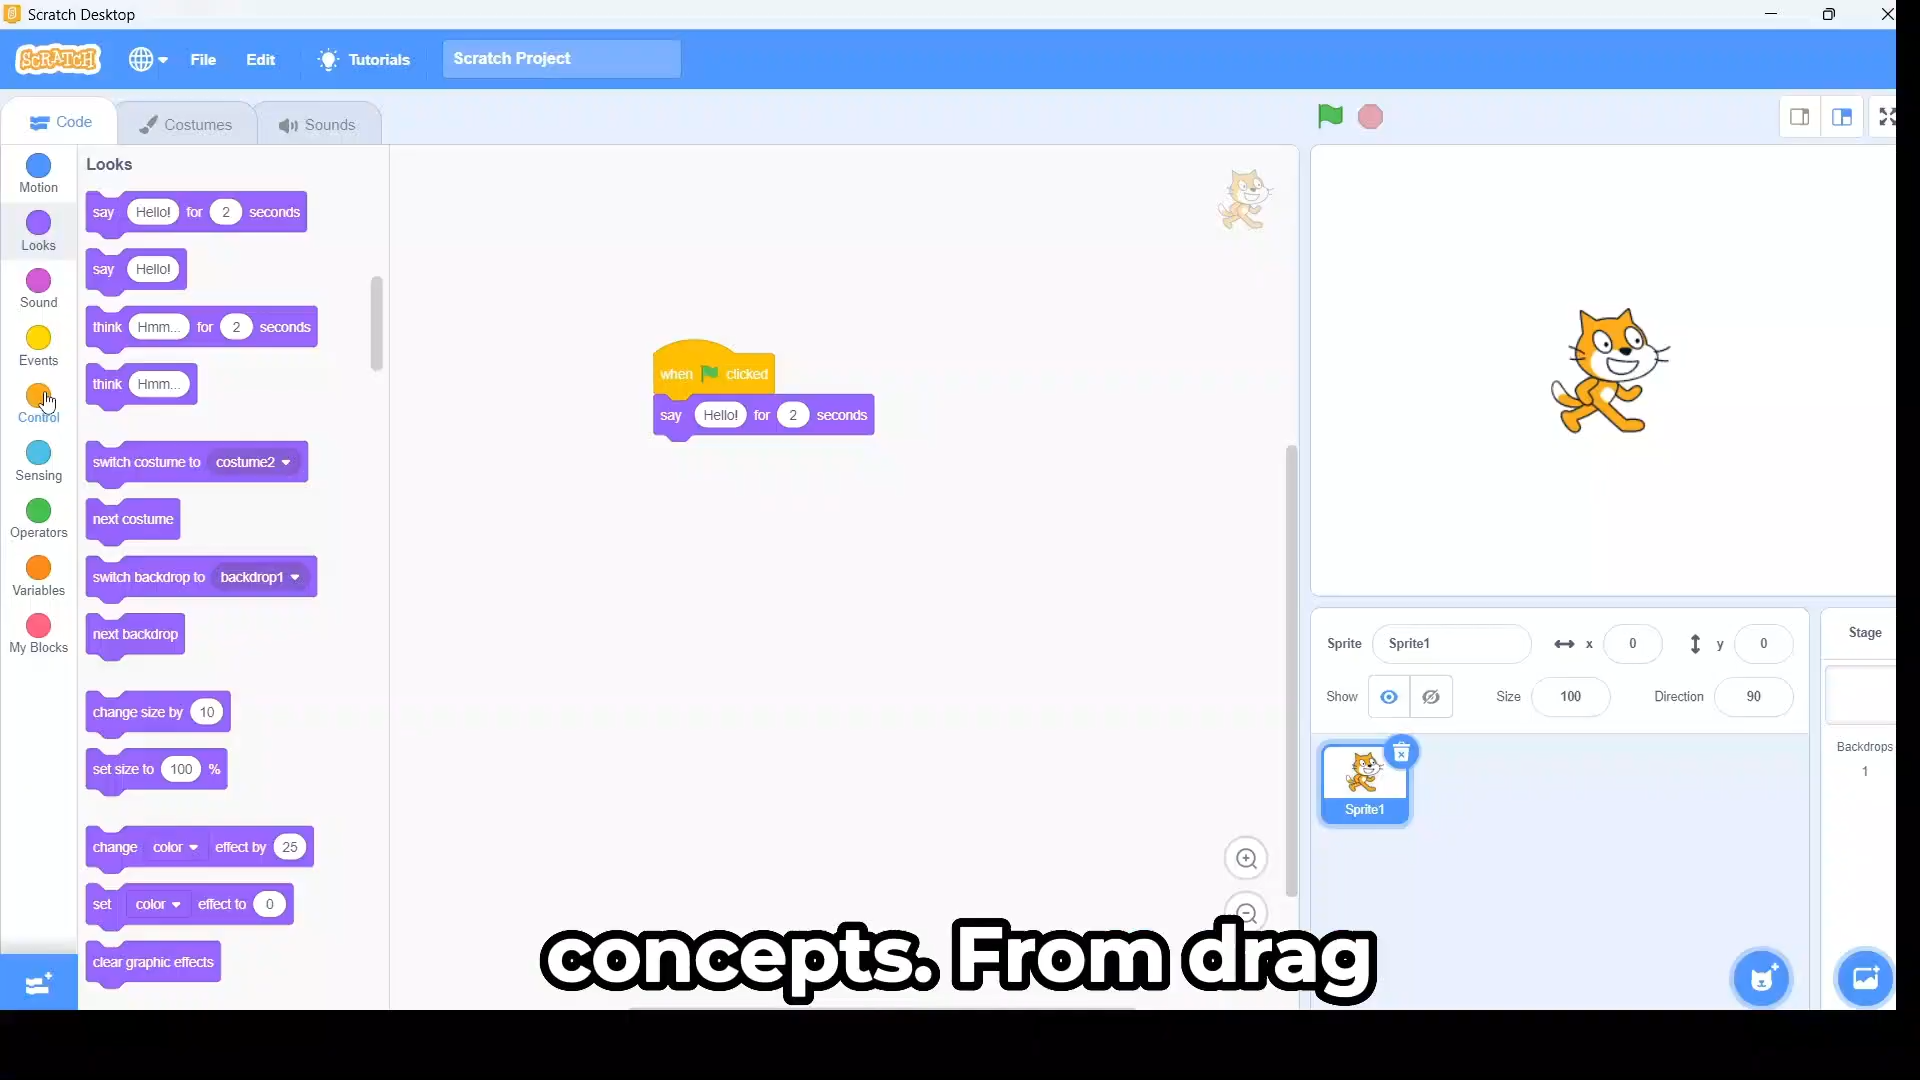 Scratch Desktop
SCRATCH File Edit Tutorials Scratch Project
Code Costumes Sounds
Motion
Looks
Sound
Events
Control
Sensing
Operators
Variables
My Blocks
Looks
say Hello! for 2 seconds
say Hello!
think Hmm... for 2 seconds
think Hmm...
switch costume to costume2
next costume
switch backdrop to backdrop1
next backdrop
change size by 10
set size to 100 %
change color effect by 25
set color effect to 0
clear graphic effects
when clicked
say Hello! for 2 seconds
Sprite Sprite1 x 0 y 0
Show Size 100 Direction 90
Sprite1
Stage
Backdrops
1
concepts. From drag